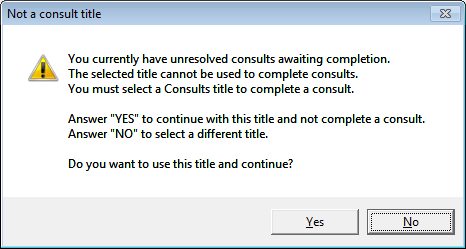 Not a consult title
You currently have unresolved consults awaiting completion.
The selected title cannot be used to complete consults.
You must select a Consults title to complete a consult.
Answer "YES" to continue with this title and not complete a consult.
Answer "NO" to select a different title.
Do you want to use this title and continue?
Yes
No